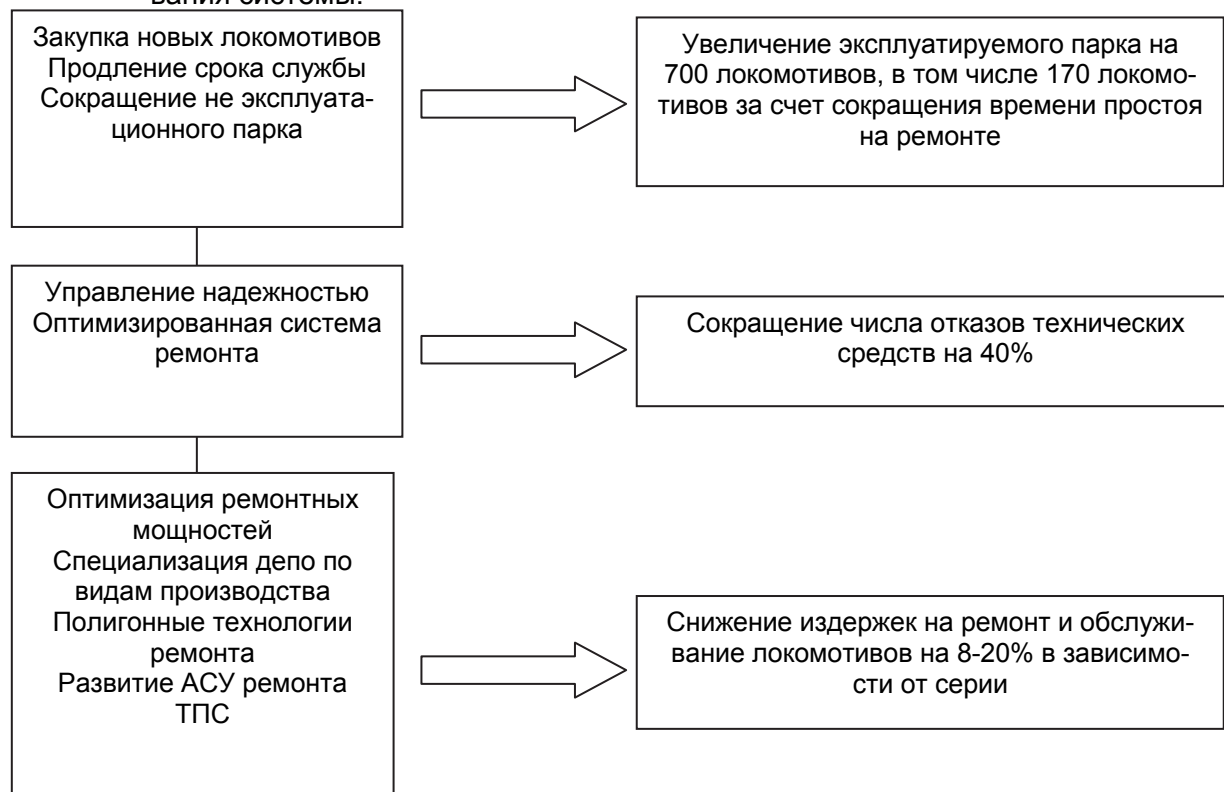 вания системы.
Закупка новых локомотивов
Продление срока службы
Сокращение не эксплуата-
ционного парка
Увеличение эксплуатируемого парка на
700 локомотивов, в том числе 170 локомо-
тивов за счет сокращения времени простоя
на ремонте
Управление надежностью
Оптимизированная система
ремонта
Сокращение числа отказов технических
средств на 40%
Оптимизация ремонтных
мощностей
Специализация депо по
видам производства
Полигонные технологии
ремонта
Развитие АСУ ремонта
ТПС
Снижение издержек на ремонт и обслужи-
вание локомотивов на 8-20% в зависимо-
сти от серии